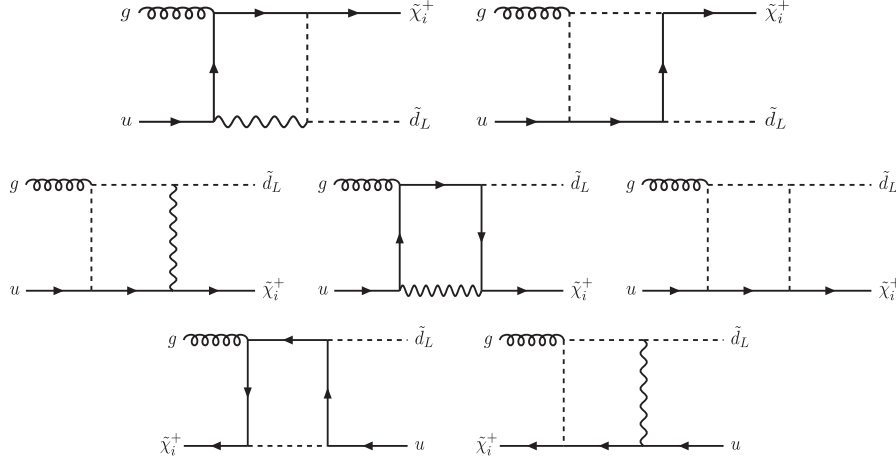 g χ̃ᵢ⁺ g χ̃ᵢ⁺
u d̃_L u d̃_L
g d̃_L g d̃_L g d̃_L
u χ̃ᵢ⁺ u χ̃ᵢ⁺ u χ̃ᵢ⁺
g d̃_L g d̃_L
χ̃ᵢ⁺ u χ̃ᵢ⁺ u